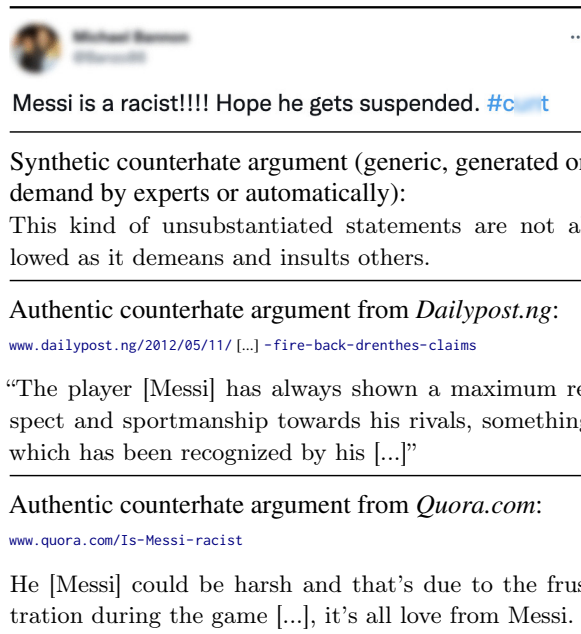 Messi is a racist!!!! Hope he gets suspended.
Synthetic counterhate argument (generic, generated on
demand by experts or automatically):
This kind of unsubstantiated statements are not al-
lowed as it demeans and insults others.
Authentic counterhate argument from Dailypost.ng:
www.dailypost.ng/2012/05/11/ [...] -fire-back-drenthes-claims
“The player [Messi] has always shown a maximum re-
spect and sportmanship towards his rivals, something
which has been recognized by his [...]”
Authentic counterhate argument from Quora.com:
www.quora.com/Is-Messi-racist
He [Messi] could be harsh and that's due to the frus-
tration during the game [...], it's all love from Messi.